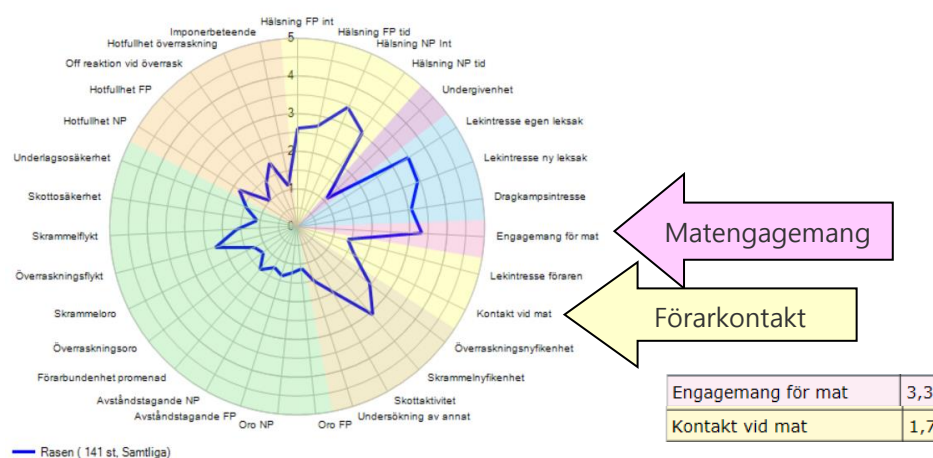 Hälsning FP int
Hälsning FP tid
Hälsning NP Int
Hälsning NP tid
Undergivenhet
Lekintresse egen leksak
Lekintresse ny leksak
Dragkampsintresse
Engagemang för mat
Lekintresse föraren
Kontakt vid mat
Överraskningsnyfikenhet
Skrammelnyfikenhet
Skottaktivitet
Undersökning av annat
Oro FP
Oro NP
Avståndstagande FP
Avståndstagande NP
Förarbundenhet promenad
Överraskningsoro
Skrammeloro
Överraskningsflykt
Skrammelflykt
Skottosäkerhet
Underlagsosäkerhet
Hotfullhet NP
Hotfullhet FP
Off reaktion vid överrask
Hotfullhet överraskning
Imponerbeteende
5
4
3
2
1
0
Matengagemang
Förarkontakt
Engagemang för mat 3,3
Kontakt vid mat 1,7
Rasen ( 141 st, Samtliga)